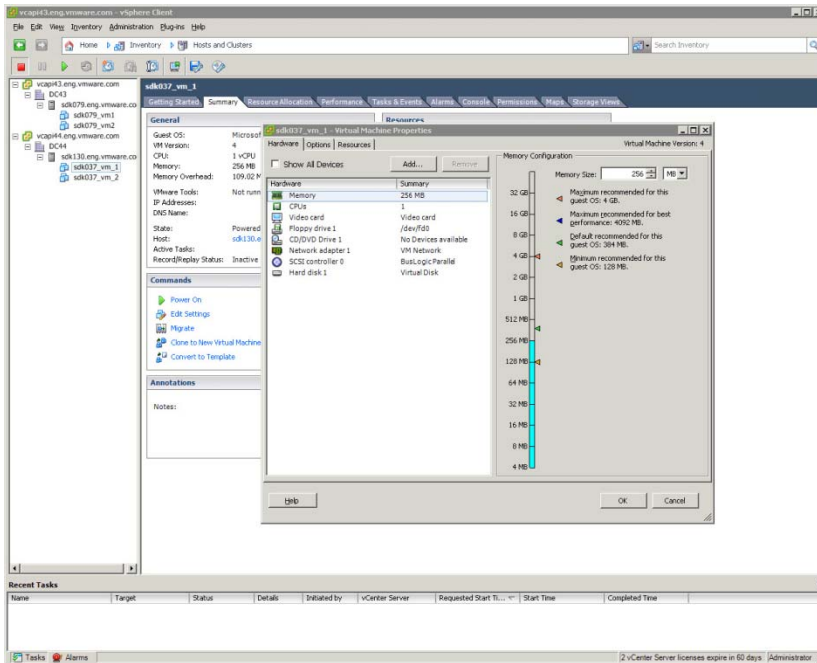 vcapi43.eng.vmware.com - vSphere Client
File Edit View Inventory Administration Plug-ins Help
Home Inventory Hosts and Clusters
Search Inventory
vcapi43.eng.vmware.com
DC43
sdk079.eng.vmware.co
sdk079_vm1
sdk079_vm2
vcapi44.eng.vmware.com
DC44
sdk130.eng.vmware.co
sdk037_vm_1
sdk037_vm_2
sdk037_vm_1
Getting Started Summary Resource Allocation Performance Tasks & Events Alarms Console Permissions Maps Storage Views
General
Resources
Guest OS: Microsof
VM Version: 4
CPU: 1 vCPU
Memory: 256 MB
Memory Overhead: 109.02 M
VMware Tools: Not runn
IP Addresses:
DNS Name:
State: Powered
Host: sdk130.e
Active Tasks:
Record/Replay Status: Inactive
Commands
Power On
Edit Settings
Migrate
Clone to New Virtual Machine
Convert to Template
Annotations
Notes:
sdk037_vm_1 - Virtual Machine Properties
Hardware Options Resources
Virtual Machine Version: 4
Show All Devices Add... Remove
Hardware Summary
Memory 256 MB
CPUs 1
Video card Video card
Floppy drive 1 /dev/fd0
CD/DVD Drive 1 No Devices available
Network adapter 1 VM Network
SCSI controller 0 BusLogic Parallel
Hard disk 1 Virtual Disk
Memory Configuration
Memory Size: 256 MB
32 GB
16 GB
8 GB
4 GB
2 GB
1 GB
512 MB
256 MB
128 MB
64 MB
32 MB
16 MB
8 MB
4 MB
Maximum recommended for this
guest OS: 4 GB.
Maximum recommended for best
performance: 4092 MB.
Default recommended for this
guest OS: 384 MB.
Minimum recommended for this
guest OS: 128 MB.
Help OK Cancel
Recent Tasks
Name Target Status Details Initiated by vCenter Server Requested Start Ti... Start Time Completed Time
Tasks Alarms 2 vCenter Server licenses expire in 60 days Administrator